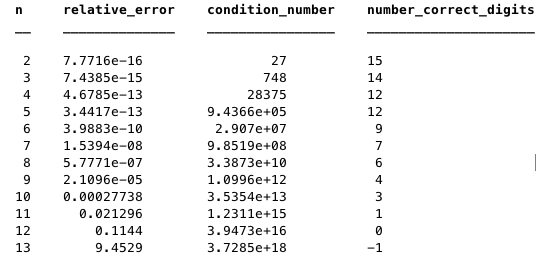 n relative_error condition_number number_correct_digits
2 7.7716e-16 27 15
3 7.4385e-15 748 14
4 4.6785e-13 28375 12
5 3.4417e-13 9.4366e+05 12
6 3.9883e-10 2.907e+07 9
7 1.5394e-08 9.8519e+08 7
8 5.7771e-07 3.3873e+10 6
9 2.1096e-05 1.0996e+12 4
10 0.00027738 3.5354e+13 3
11 0.021296 1.2311e+15 1
12 0.1144 3.9473e+16 0
13 9.4529 3.7285e+18 -1